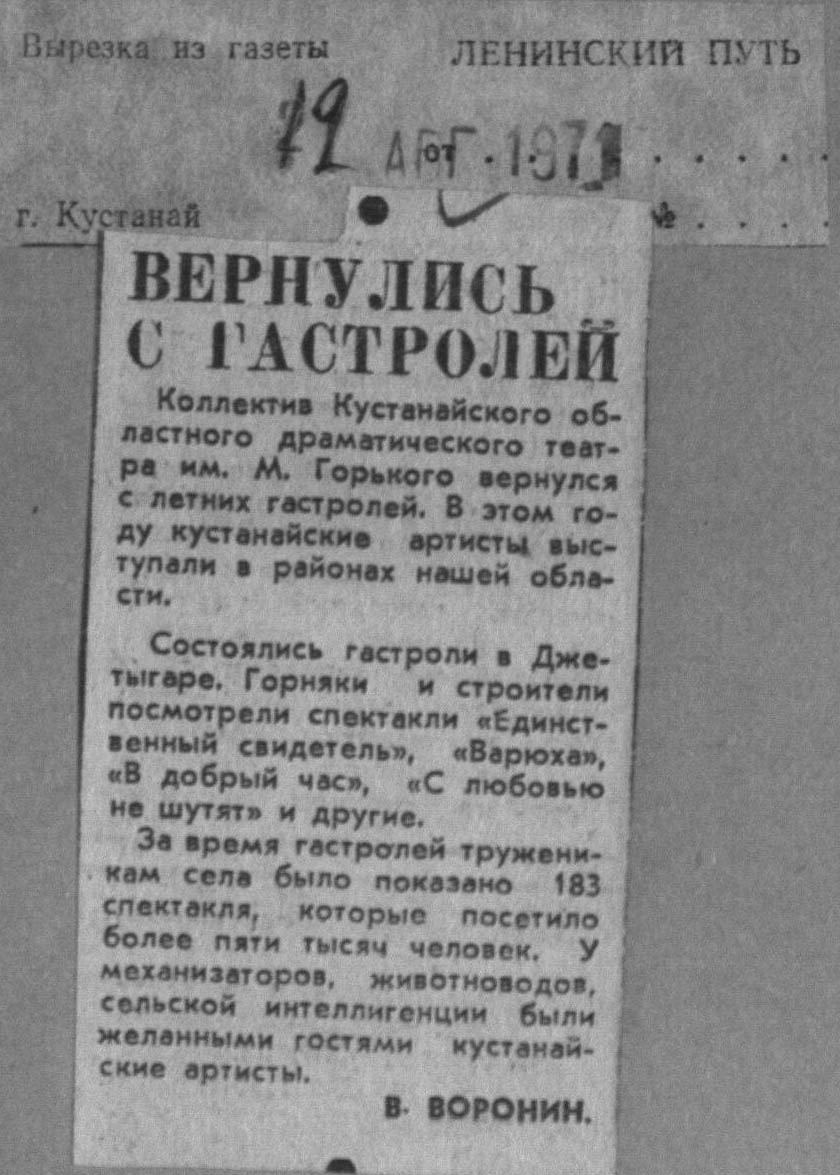 Вырезка из газеты ЛЕНИНСКИЙ ПУТЬ
АВГ от 197
г. Кустанай №
ВЕРНУЛИСЬ
С ГАСТРОЛЕЙ
Коллектив Кустанайского об-
ластного драматического теат-
ра им. М. Горького вернулся
с летних гастролей. В этом го-
ду кустанайские артисты выс-
тупали в районах нашей обла-
сти.
Состоялись гастроли в Дже-
тыгаре. Горняки и строители
посмотрели спектакли «Единст-
венный свидетель», «Варюха»,
«В добрый час», «С любовью
не шутят» и другие.
За время гастролей тружени-
кам села было показано 183
спектакля, которые посетило
более пяти тысяч человек. У
механизаторов, животноводов,
сельской интеллигенции были
желанными гостями кустанай-
ские артисты.
В. ВОРОНИН.